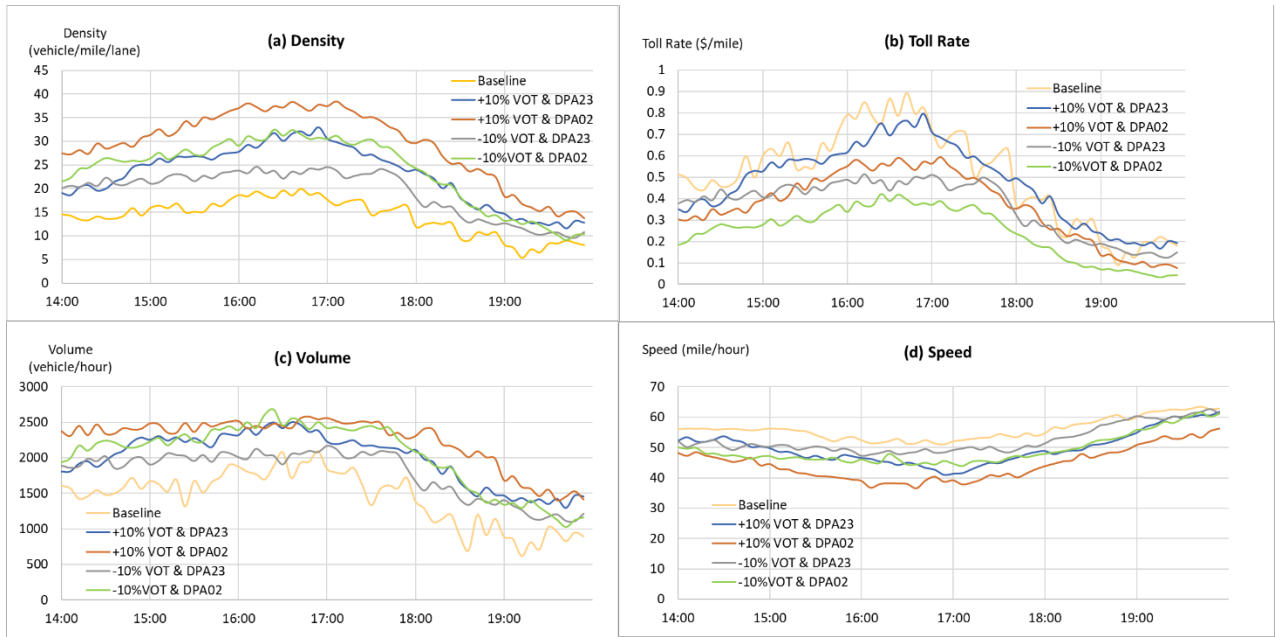 Density
(vehicle/mile/lane)
(a) Density
45
40
35
30
25
20
15
10
5
0
14:00 15:00 16:00 17:00 18:00 19:00
Baseline
+10% VOT & DPA23
+10% VOT & DPA02
-10% VOT & DPA23
-10%VOT & DPA02
Toll Rate ($/mile)
(b) Toll Rate
1
0.9
0.8
0.7
0.6
0.5
0.4
0.3
0.2
0.1
0
14:00 15:00 16:00 17:00 18:00 19:00
Baseline
+10% VOT & DPA23
+10% VOT & DPA02
-10% VOT & DPA23
-10%VOT & DPA02
Volume
(vehicle/hour)
(c) Volume
3000
2500
2000
1500
1000
500
0
14:00 15:00 16:00 17:00 18:00 19:00
Baseline
+10% VOT & DPA23
+10% VOT & DPA02
-10% VOT & DPA23
-10%VOT & DPA02
Speed (mile/hour)
(d) Speed
70
60
50
40
30
20
10
0
14:00 15:00 16:00 17:00 18:00 19:00
Baseline
+10% VOT & DPA23
+10% VOT & DPA02
-10% VOT & DPA23
-10%VOT & DPA02